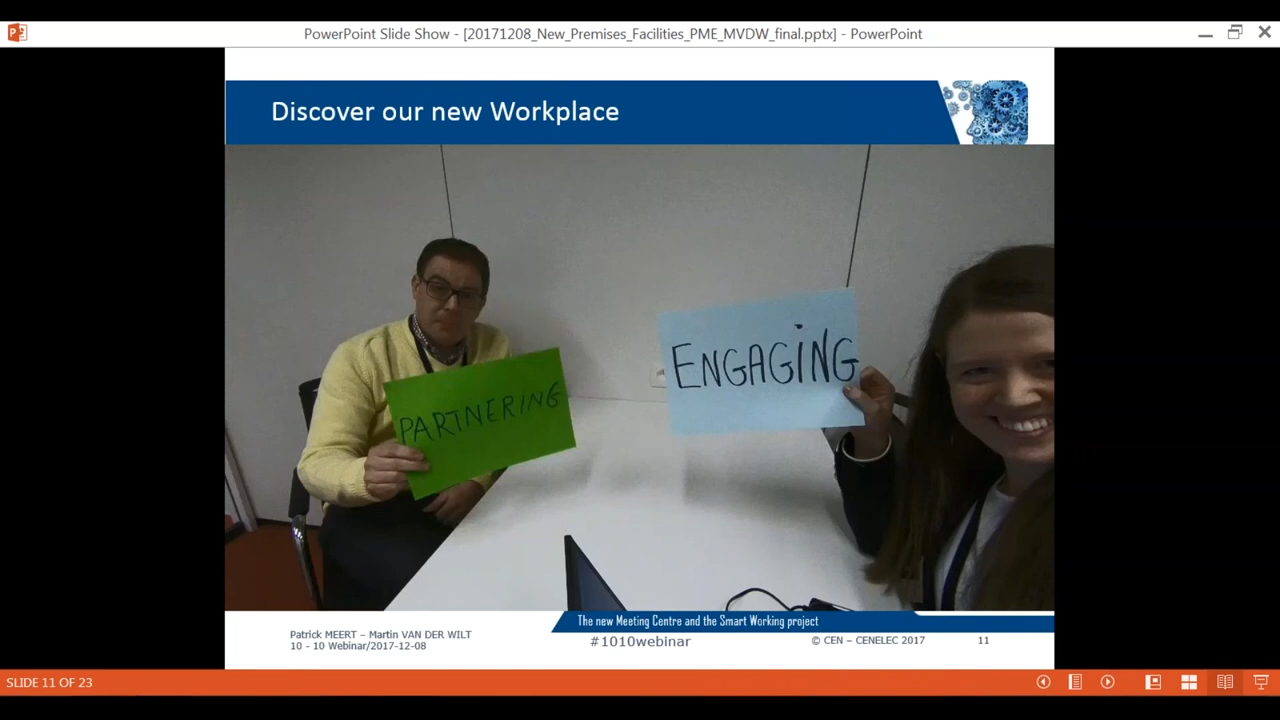 PowerPoint Slide Show - [20171208_New_Premises_Facilities_PME_MVDW_final.pptx] - PowerPoint
Discover our new Workplace
PARTNERING
ENGAGiNG
The new Meeting Centre and the Smart Working project
Patrick MEERT – Martin VAN DER WILT
10 - 10 Webinar/2017-12-08
#1010webinar
© CEN – CENELEC 2017
11
SLIDE 11 OF 23